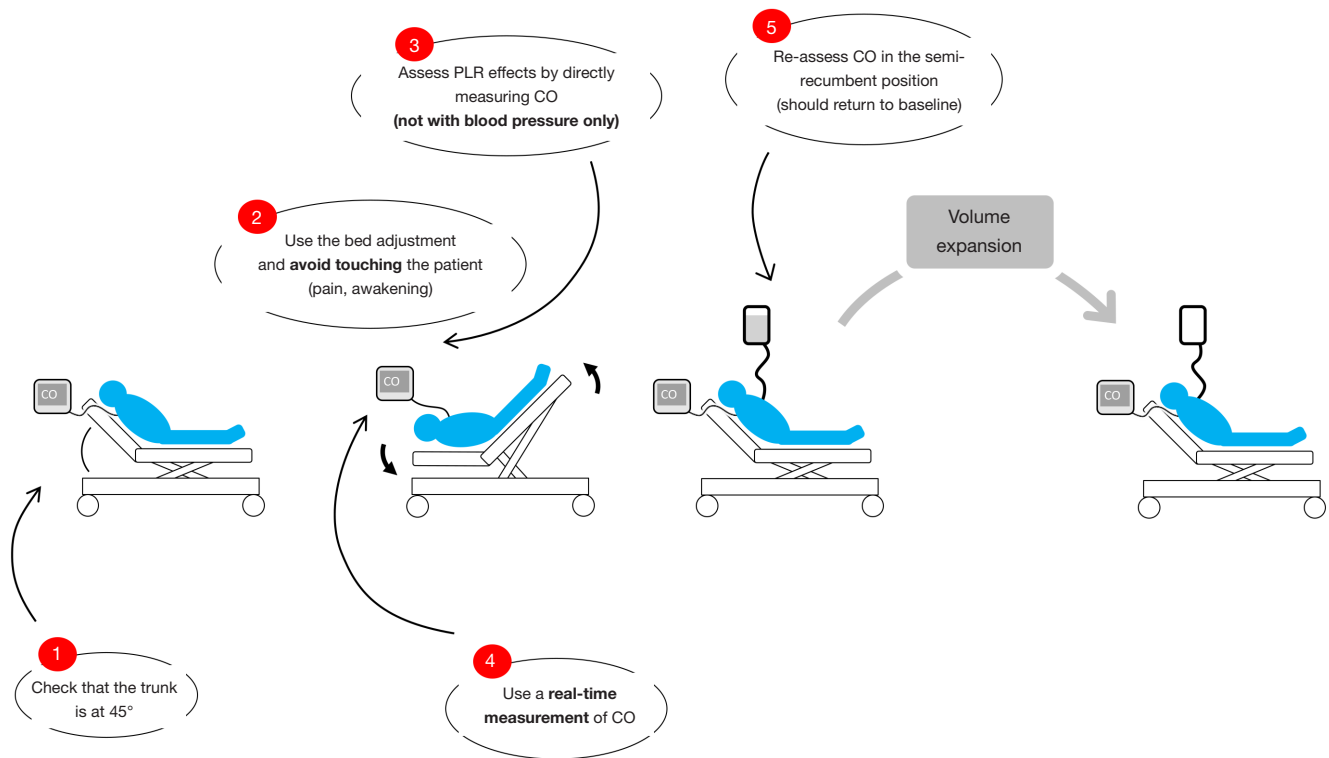 1
Check that the trunk
is at 45°
2
Use the bed adjustment
and avoid touching the patient
(pain, awakening)
3
Assess PLR effects by directly
measuring CO
(not with blood pressure only)
4
Use a real-time
measurement of CO
5
Re-assess CO in the semi-
recumbent position
(should return to baseline)
Volume
expansion
CO
CO
CO
CO